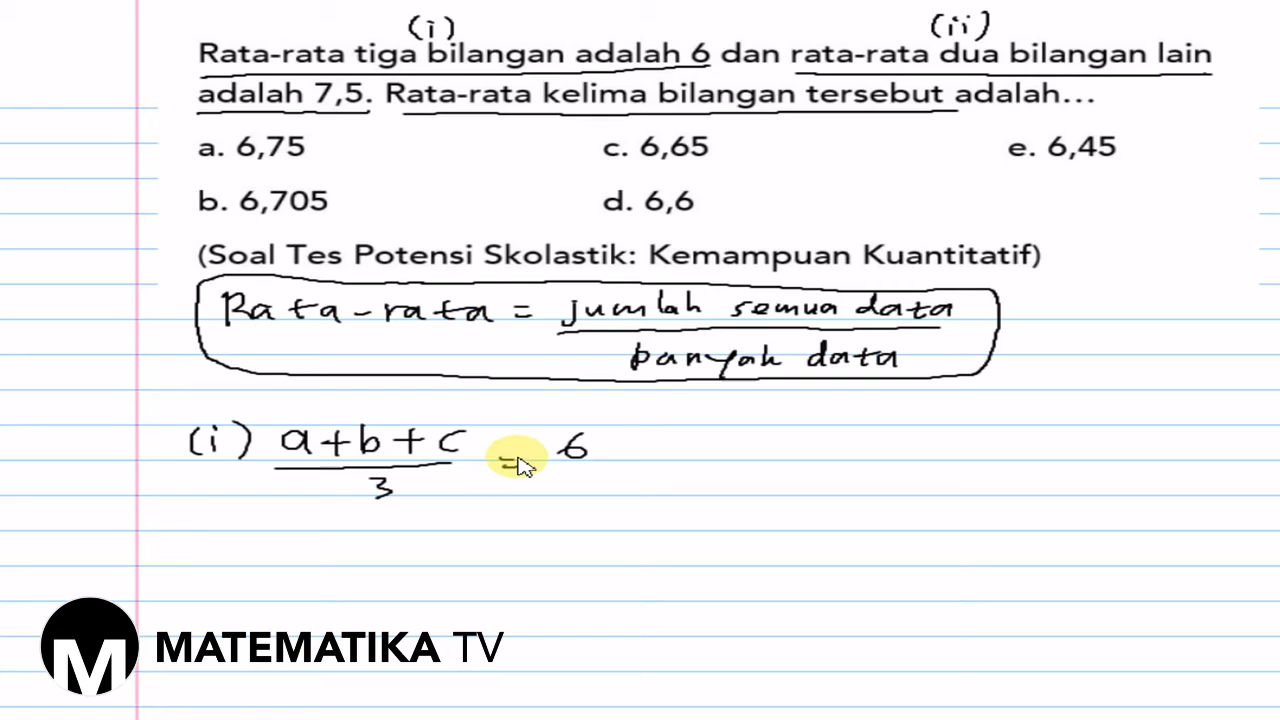 (i) (ii)
Rata-rata tiga bilangan adalah 6 dan rata-rata dua bilangan lain
adalah 7,5. Rata-rata kelima bilangan tersebut adalah...
a. 6,75 c. 6,65 e. 6,45
b. 6,705 d. 6,6
(Soal Tes Potensi Skolastik: Kemampuan Kuantitatif)
Rata-rata = jumlah semua data
banyak data
(i) a+b+c = 6
3
M MATEMATIKA TV